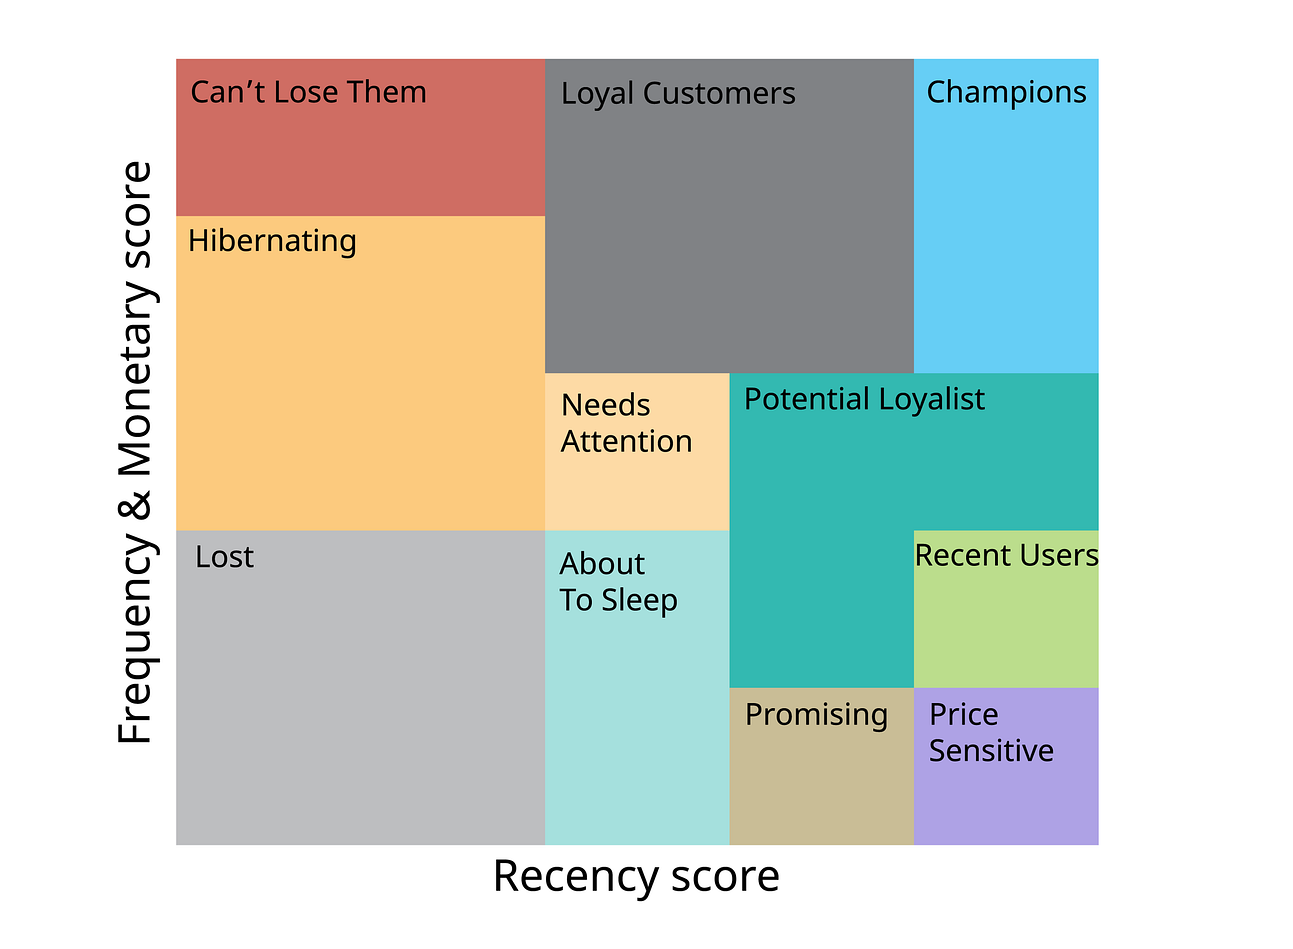 Can’t Lose Them
Loyal Customers
Champions
Hibernating
Needs
Attention
Potential Loyalist
Lost
About
To Sleep
Recent Users
Promising
Price
Sensitive
Frequency & Monetary score
Recency score